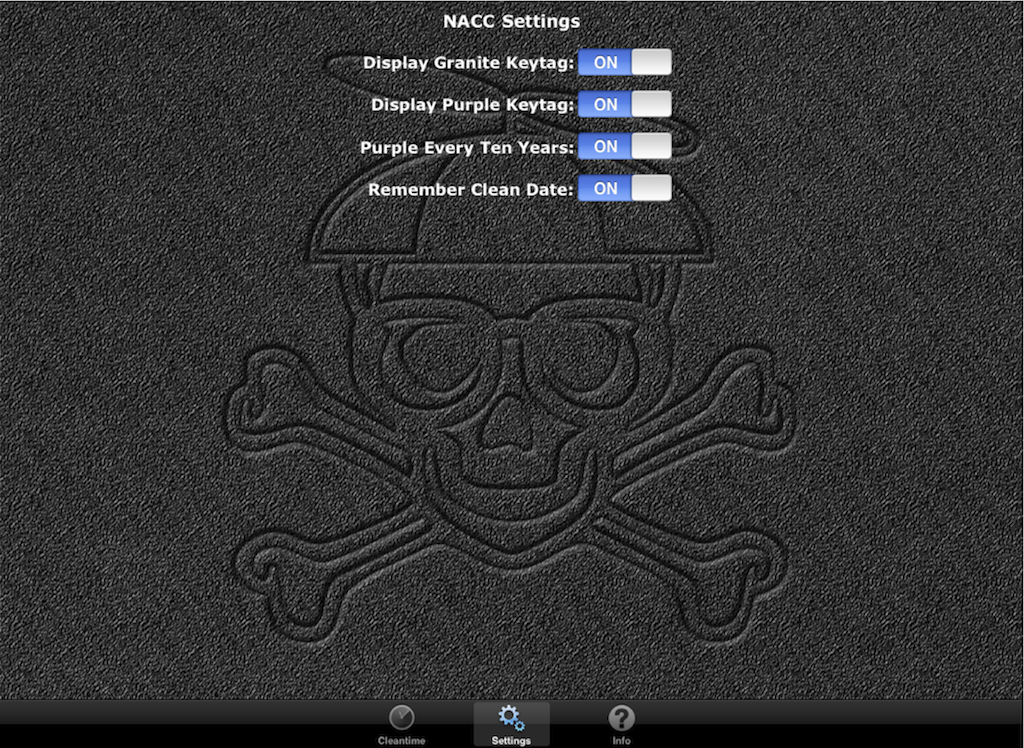 NACC Settings
Display Granite Keytag: ON
Display Purple Keytag: ON
Purple Every Ten Years: ON
Remember Clean Date: ON
Cleantime Settings ? Info